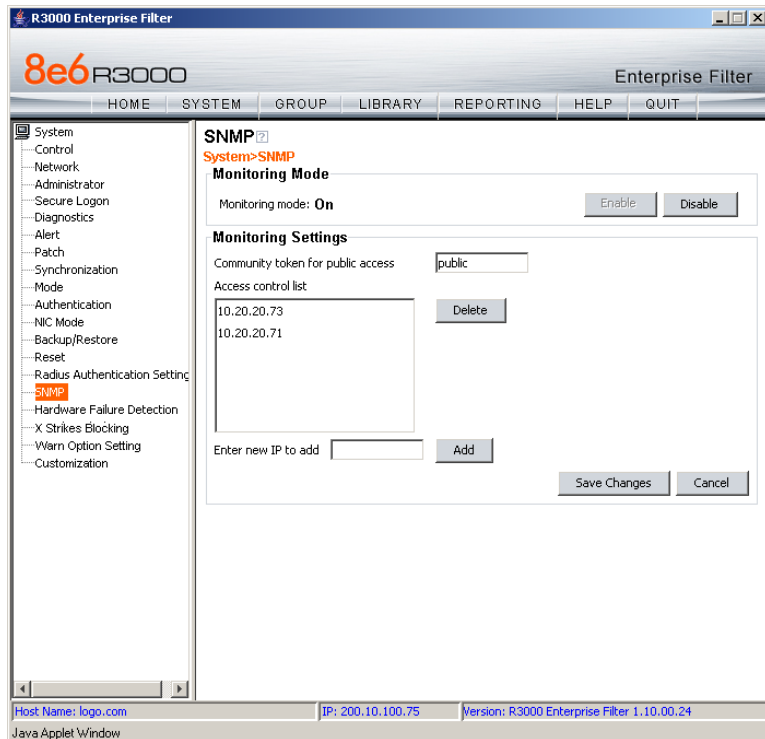 R3000 Enterprise Filter
8e6 R3000
Enterprise Filter
HOME SYSTEM GROUP LIBRARY REPORTING HELP QUIT
System
Control
Network
Administrator
Secure Logon
Diagnostics
Alert
Patch
Synchronization
Mode
Authentication
NIC Mode
Backup/Restore
Reset
Radius Authentication Setting
SNMP
Hardware Failure Detection
X Strikes Blocking
Warn Option Setting
Customization
SNMP ?
System>SNMP
Monitoring Mode
Monitoring mode: On
Enable Disable
Monitoring Settings
Community token for public access public
Access control list
10.20.20.73
10.20.20.71
Delete
Enter new IP to add
Add
Save Changes Cancel
Host Name: logo.com IP: 200.10.100.75 Version: R3000 Enterprise Filter 1.10.00.24
Java Applet Window